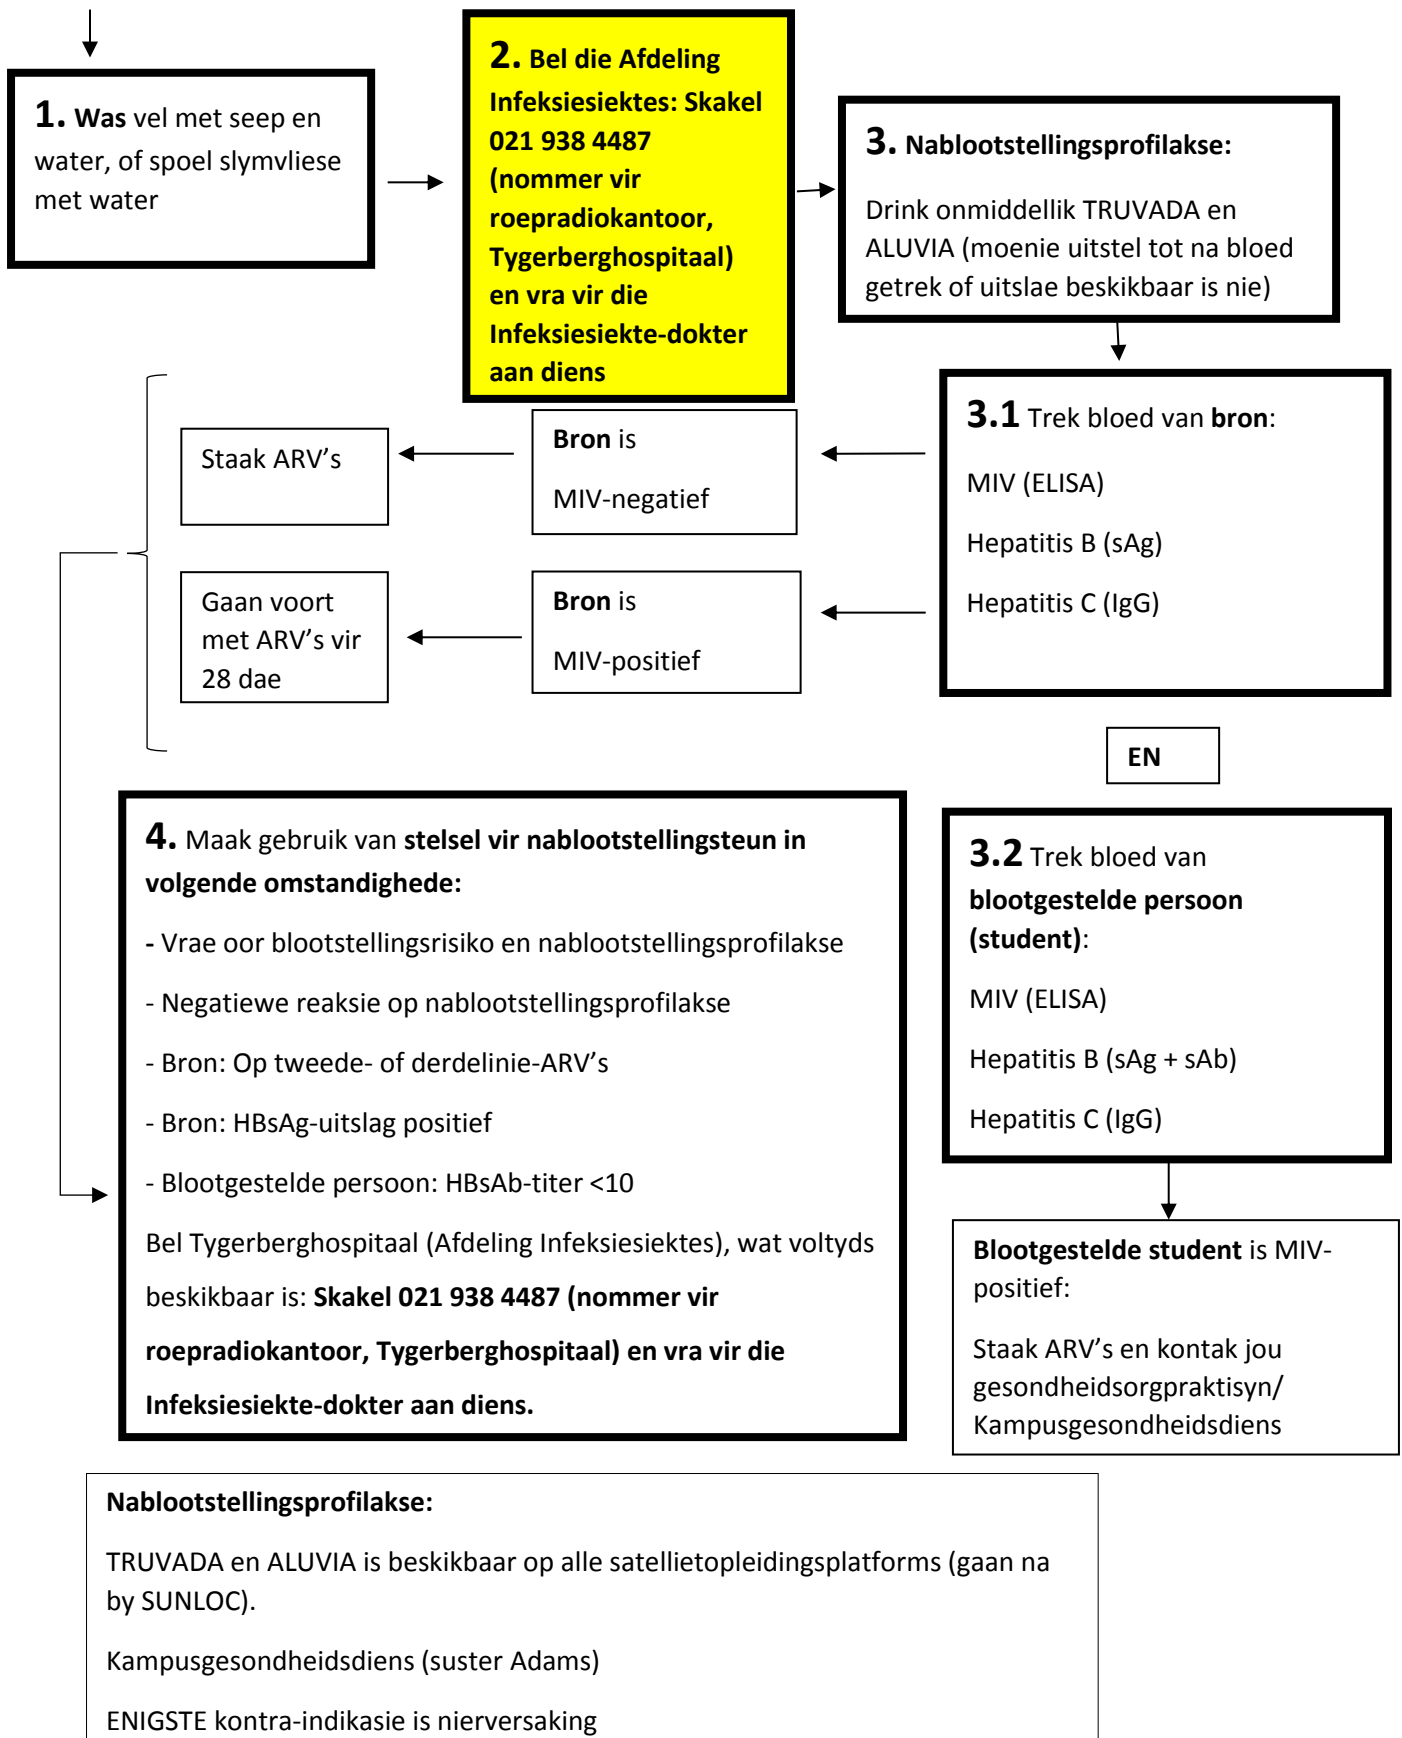 1. Was vel met seep en
water, of spoel slymvliese
met water
2. Bel die Afdeling
Infeksiesiektes: Skakel
021 938 4487
(nommer vir
roepradiokantoor,
Tygerberghospitaal)
en vra vir die
Infeksiesiekte-dokter
aan diens
3. Nablootstellingsprofilakse:
Drink onmiddellik TRUVADA en
ALUVIA (moenie uitstel tot na bloed
getrek of uitslae beskikbaar is nie)
3.1 Trek bloed van bron:
MIV (ELISA)
Hepatitis B (sAg)
Hepatitis C (IgG)
Bron is
MIV-negatief
Staak ARV’s
Bron is
MIV-positief
Gaan voort
met ARV’s vir
28 dae
EN
3.2 Trek bloed van
blootgestelde persoon
(student):
MIV (ELISA)
Hepatitis B (sAg + sAb)
Hepatitis C (IgG)
Blootgestelde student is MIV-
positief:
Staak ARV’s en kontak jou
gesondheidsorgpraktisyn/
Kampusgesondheidsdiens
4. Maak gebruik van stelsel vir nablootstellingsteun in
volgende omstandighede:
- Vrae oor blootstellingsrisiko en nablootstellingsprofilakse
- Negatiewe reaksie op nablootstellingsprofilakse
- Bron: Op tweede- of derdelinie-ARV’s
- Bron: HBsAg-uitslag positief
- Blootgestelde persoon: HBsAb-titer <10
Bel Tygerberghospitaal (Afdeling Infeksiesiektes), wat voltyds
beskikbaar is: Skakel 021 938 4487 (nommer vir
roepradiokantoor, Tygerberghospitaal) en vra vir die
Infeksiesiekte-dokter aan diens.
Nablootstellingsprofilakse:
TRUVADA en ALUVIA is beskikbaar op alle satellietopleidingsplatforms (gaan na
by SUNLOC).
Kampusgesondheidsdiens (suster Adams)
ENIGSTE kontra-indikasie is nierversaking